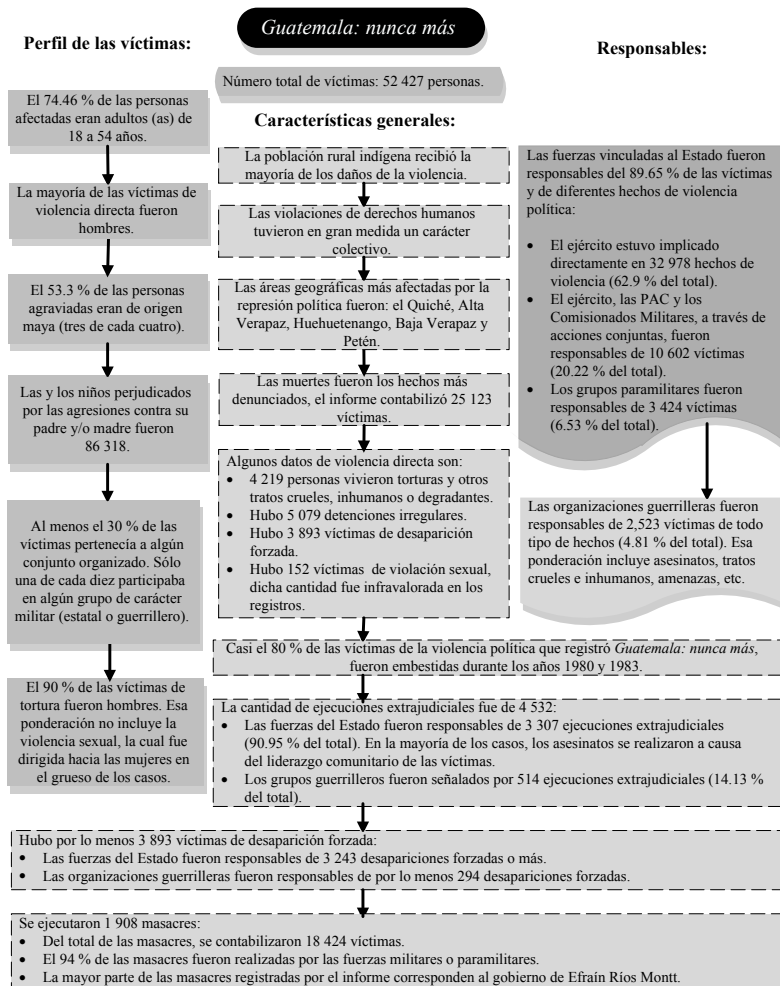 Guatemala: nunca más
Perfil de las víctimas:
El 74.46 % de las personas
afectadas eran adultos (as) de
18 a 54 años.
La mayoría de las víctimas de
violencia directa fueron
hombres.
El 53.3 % de las personas
agraviadas eran de origen
maya (tres de cada cuatro).
Las y los niños perjudicados
por las agresiones contra su
padre y/o madre fueron
86 318.
Al menos el 30 % de las
víctimas pertenecía a algún
conjunto organizado. Sólo
una de cada diez participaba
en algún grupo de carácter
militar (estatal o guerrillero).
El 90 % de las víctimas de
tortura fueron hombres. Esa
ponderación no incluye la
violencia sexual, la cual fue
dirigida hacia las mujeres en
el grueso de los casos.
Número total de víctimas: 52 427 personas.
Características generales:
La población rural indígena recibió la
mayoría de los daños de la violencia.
Las violaciones de derechos humanos
tuvieron en gran medida un carácter
colectivo.
Las áreas geográficas más afectadas por la
represión política fueron: el Quiché, Alta
Verapaz, Huehuetenango, Baja Verapaz y
Petén.
Las muertes fueron los hechos más
denunciados, el informe contabilizó 25 123
víctimas.
Algunos datos de violencia directa son:
• 4 219 personas vivieron torturas y otros
tratos crueles, inhumanos o degradantes.
• Hubo 5 079 detenciones irregulares.
• Hubo 3 893 víctimas de desaparición
forzada.
• Hubo 152 víctimas de violación sexual,
dicha cantidad fue infravalorada en los
registros.
Responsables:
Las fuerzas vinculadas al Estado fueron
responsables del 89.65 % de las víctimas
y de diferentes hechos de violencia
política:
• El ejército estuvo implicado
directamente en 32 978 hechos de
violencia (62.9 % del total).
• El ejército, las PAC y los
Comisionados Militares, a través de
acciones conjuntas, fueron
responsables de 10 602 víctimas
(20.22 % del total).
• Los grupos paramilitares fueron
responsables de 3 424 víctimas
(6.53 % del total).
Las organizaciones guerrilleras fueron
responsables de 2,523 víctimas de todo
tipo de hechos (4.81 % del total). Esa
ponderación incluye asesinatos, tratos
crueles e inhumanos, amenazas, etc.
Casi el 80 % de las víctimas de la violencia política que registró Guatemala: nunca más,
fueron embestidas durante los años 1980 y 1983.
La cantidad de ejecuciones extrajudiciales fue de 4 532:
• Las fuerzas del Estado fueron responsables de 3 307 ejecuciones extrajudiciales
(90.95 % del total). En la mayoría de los casos, los asesinatos se realizaron a causa
del liderazgo comunitario de las víctimas.
• Los grupos guerrilleros fueron señalados por 514 ejecuciones extrajudiciales (14.13 %
del total).
Hubo por lo menos 3 893 víctimas de desaparición forzada:
• Las fuerzas del Estado fueron responsables de 3 243 desapariciones forzadas o más.
• Las organizaciones guerrilleras fueron responsables de por lo menos 294 desapariciones forzadas.
Se ejecutaron 1 908 masacres:
• Del total de las masacres, se contabilizaron 18 424 víctimas.
• El 94 % de las masacres fueron realizadas por las fuerzas militares o paramilitares.
• La mayor parte de las masacres registradas por el informe corresponden al gobierno de Efraín Ríos Montt.